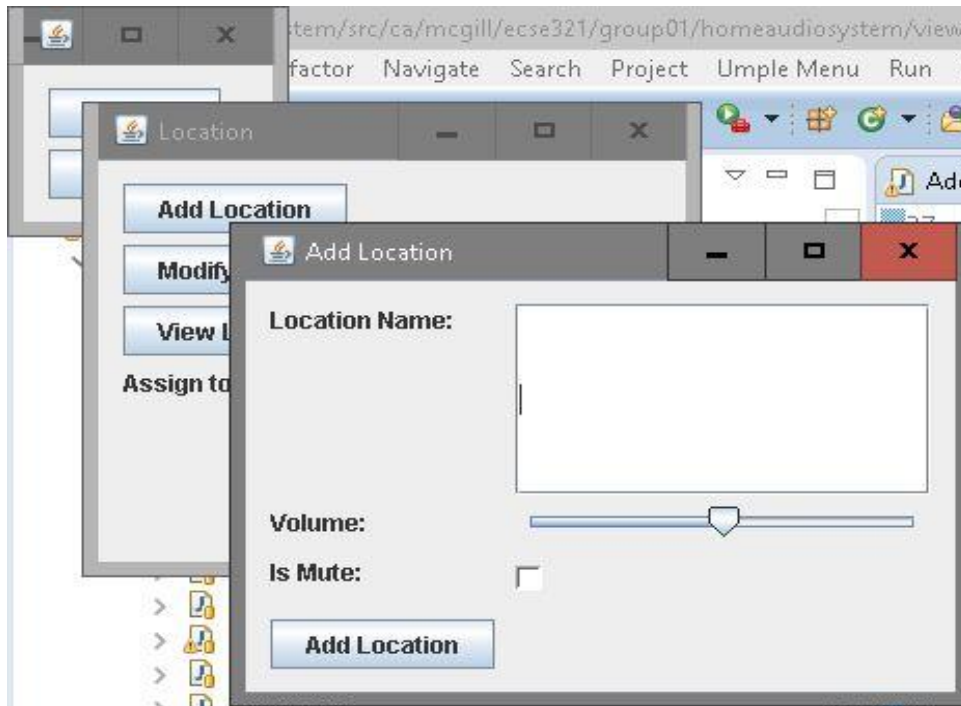 stem/src/ca/mcgill/ecse321/group01/homeaudiosystem/view
factor Navigate Search Project Umple Menu Run
Location
Add Location
Modify
View L
Assign to
Add Location
Location Name:
Volume:
Is Mute:
Add Location